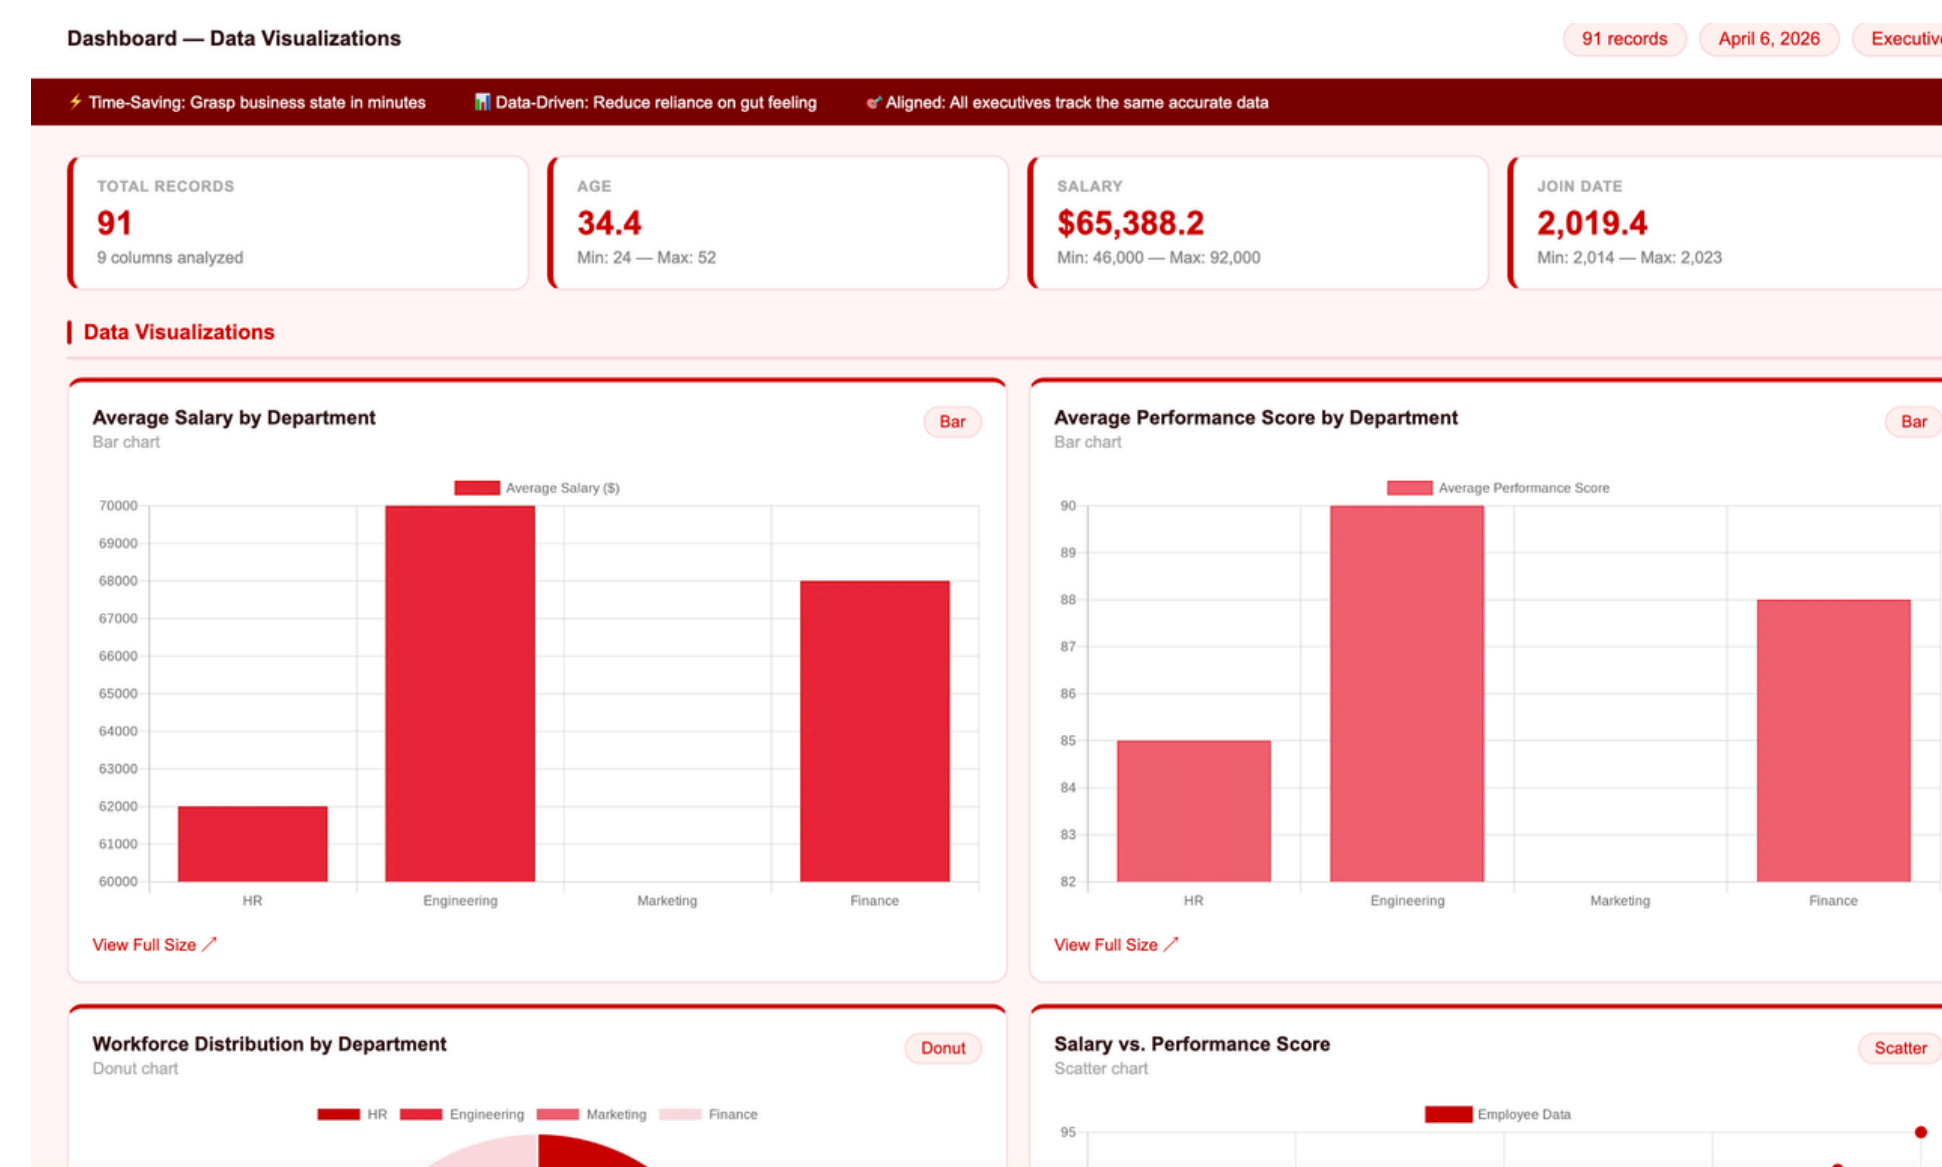 Dashboard — Data Visualizations
91 records
April 6, 2026
Executive
⚡ Time-Saving: Grasp business state in minutes
📊 Data-Driven: Reduce reliance on gut feeling
🎯 Aligned: All executives track the same accurate data
TOTAL RECORDS
91
9 columns analyzed
AGE
34.4
Min: 24 — Max: 52
SALARY
$65,388.2
Min: 46,000 — Max: 92,000
JOIN DATE
2,019.4
Min: 2,014 — Max: 2,023
Data Visualizations
Average Salary by Department
Bar chart
Bar
Average Salary ($)
70000
69000
68000
67000
66000
65000
64000
63000
62000
61000
60000
HR Engineering Marketing Finance
View Full Size ↗
Average Performance Score by Department
Bar chart
Bar
Average Performance Score
90
89
88
87
86
85
84
83
82
HR Engineering Marketing Finance
View Full Size ↗
Workforce Distribution by Department
Donut chart
Donut
HR Engineering Marketing Finance
Salary vs. Performance Score
Scatter chart
Scatter
Employee Data
95